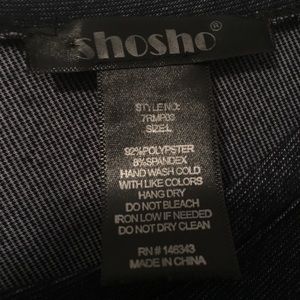 shosho®
STYLE NO:
7RMP03
SIZE:L
92%POLYPSTER
8%SPANDEX
HAND WASH COLD
WITH LIKE COLORS
HANG DRY
DO NOT BLEACH
IRON LOW IF NEEDED
DO NOT DRY CLEAN
RN # 146343
MADE IN CHINA